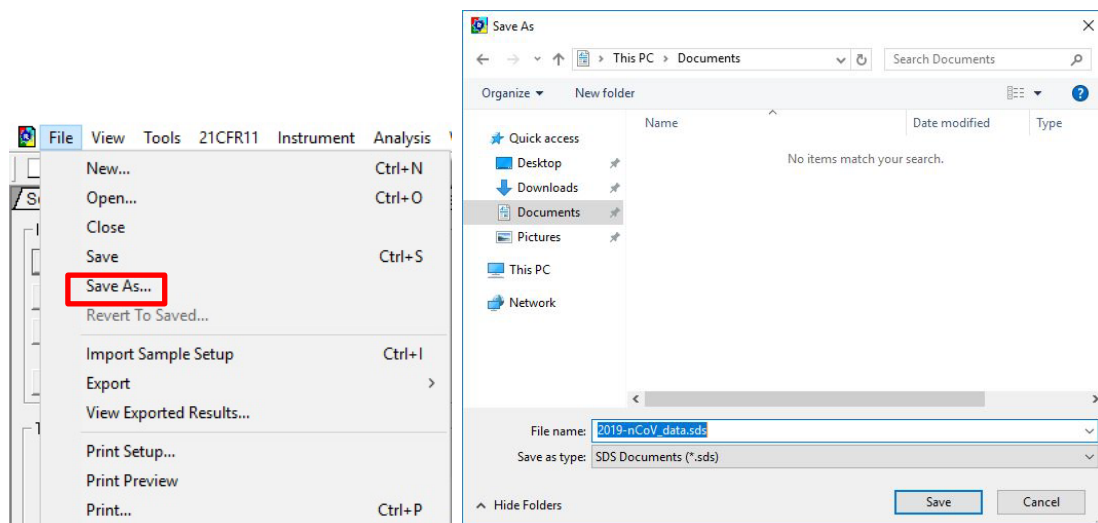 File View Tools 21CFR11 Instrument Analysis
New... Ctrl+N
Open... Ctrl+O
Close
Save Ctrl+S
Save As...
Revert To Saved...
Import Sample Setup Ctrl+I
Export
View Exported Results...
Print Setup...
Print Preview
Print... Ctrl+P
Save As
This PC > Documents
Search Documents
Organize New folder
Name Date modified Type
No items match your search.
Quick access
Desktop
Downloads
Documents
Pictures
This PC
Network
File name: 2019-nCoV_data.sds
Save as type: SDS Documents (*.sds)
Hide Folders Save Cancel